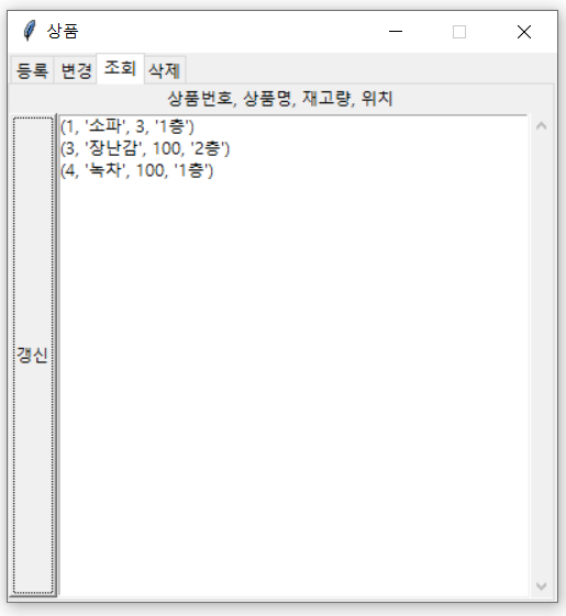 상품
등록 변경 조회 삭제
상품번호, 상품명, 재고량, 위치
(1, '소파', 3, '1층')
(3, '장난감', 100, '2층')
(4, '녹차', 100, '1층')
갱신